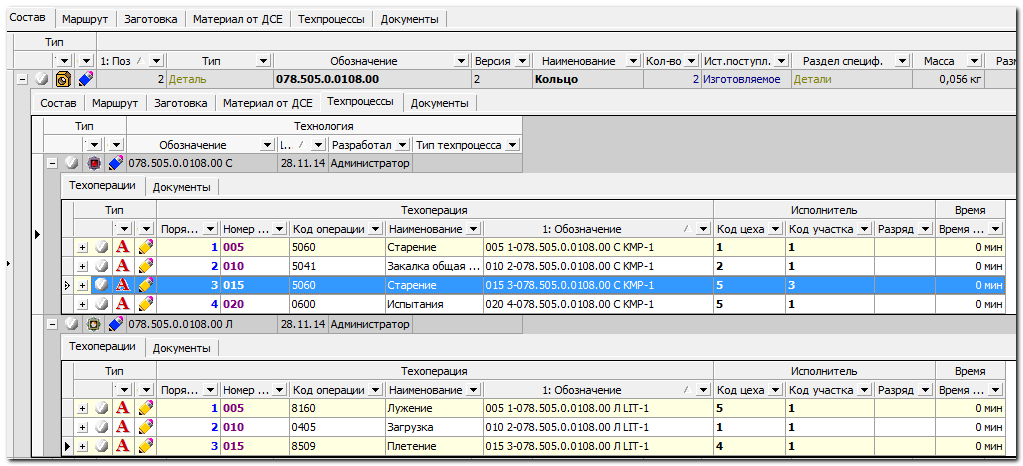 Состав Маршрут Заготовка Материал от ДСЕ Техпроцессы Документы
Тип
1: Поз Тип Обозначение Версия Наименование Кол-во Ист.поступл. Раздел специф. Масса
2 Деталь 078.505.0.0108.00 2 Кольцо 2 Изготовляемое Детали 0,056 кг
Состав Маршрут Заготовка Материал от ДСЕ Техпроцессы Документы
Тип Технология
Обозначение Разработал Тип техпроцесса
078.505.0.0108.00 С 28.11.14 Администратор
Техоперации Документы
Тип Техоперация Исполнитель Время
Поря... Номер ... Код операции Наименование 1: Обозначение Код цеха Код участка Разряд Время ...
1 005 5060 Старение 005 1-078.505.0.0108.00 С КМР-1 1 1 0 мин
2 010 5041 Закалка общая ... 010 2-078.505.0.0108.00 С КМР-1 2 1 0 мин
3 015 5060 Старение 015 3-078.505.0.0108.00 С КМР-1 5 3 0 мин
4 020 0600 Испытания 020 4-078.505.0.0108.00 С КМР-1 5 1 0 мин
078.505.0.0108.00 Л 28.11.14 Администратор
Техоперации Документы
Тип Техоперация Исполнитель Время
Поря... Номер ... Код операции Наименование 1: Обозначение Код цеха Код участка Разряд Время ...
1 005 8160 Лужение 005 1-078.505.0.0108.00 Л LIT-1 5 1 0 мин
2 010 0405 Загрузка 010 2-078.505.0.0108.00 Л LIT-1 1 1 0 мин
3 015 8509 Плетение 015 3-078.505.0.0108.00 Л LIT-1 4 1 0 мин